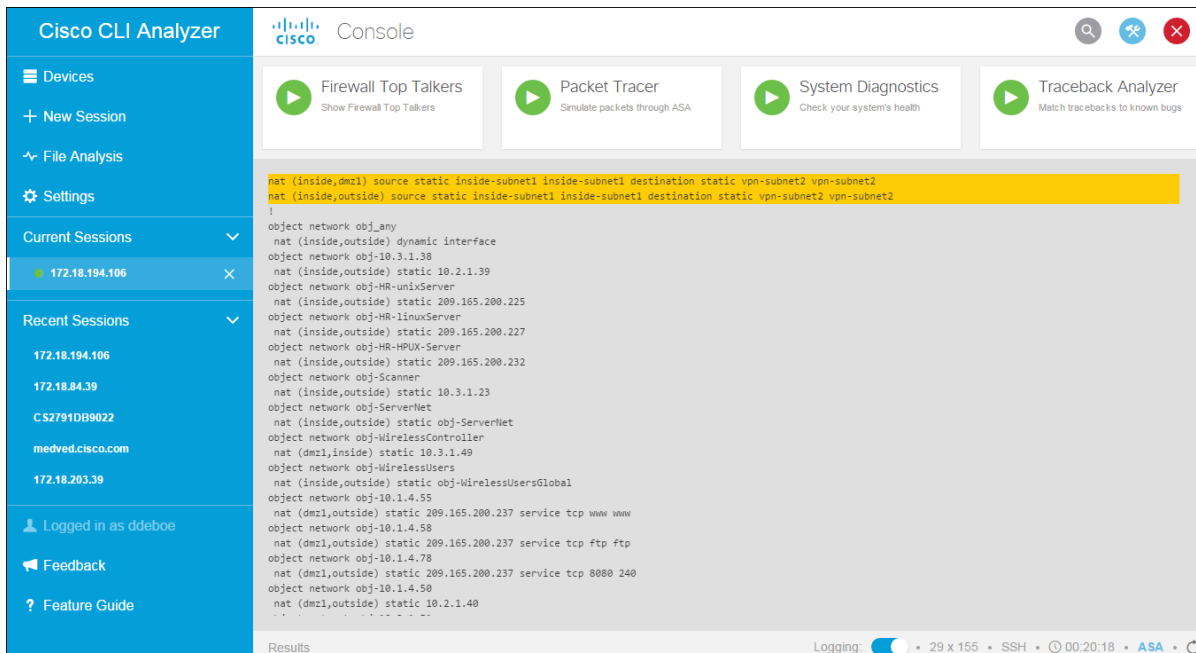 Cisco CLI Analyzer
Devices
New Session
File Analysis
Settings
Current Sessions
172.18.194.106
Recent Sessions
172.18.194.106
172.18.84.39
CS2791DB9022
medved.cisco.com
172.18.203.39
Logged in as ddeboe
Feedback
Feature Guide
CISCO Console
Firewall Top Talkers
Show Firewall Top Talkers
Packet Tracer
Simulate packets through ASA
System Diagnostics
Check your system's health
Traceback Analyzer
Match tracebacks to known bugs
nat (inside,dmz1) source static inside-subnet1 inside-subnet1 destination static vpn-subnet2 vpn-subnet2
nat (inside,outside) source static inside-subnet1 inside-subnet1 destination static vpn-subnet2 vpn-subnet2
!
object network obj_any
nat (inside,outside) dynamic interface
object network obj-10.3.1.38
nat (inside,outside) static 10.2.1.39
object network obj-HR-unixServer
nat (inside,outside) static 209.165.200.225
object network obj-HR-linuxServer
nat (inside,outside) static 209.165.200.227
object network obj-HR-HPUX-Server
nat (inside,outside) static 209.165.200.232
object network obj-Scanner
nat (inside,outside) static 10.3.1.23
object network obj-ServerNet
nat (inside,outside) static obj-ServerNet
object network obj-WirelessController
nat (dmz1,inside) static 10.3.1.49
object network obj-WirelessUsers
nat (inside,outside) static obj-WirelessUsersGlobal
object network obj-10.1.4.55
nat (dmz1,outside) static 209.165.200.237 service tcp www www
object network obj-10.1.4.58
nat (dmz1,outside) static 209.165.200.237 service tcp ftp ftp
object network obj-10.1.4.78
nat (dmz1,outside) static 209.165.200.237 service tcp 8080 240
object network obj-10.1.4.50
nat (dmz1,outside) static 10.2.1.40
Results
Logging: • 29 x 155 • SSH • 00:20:18 • ASA •